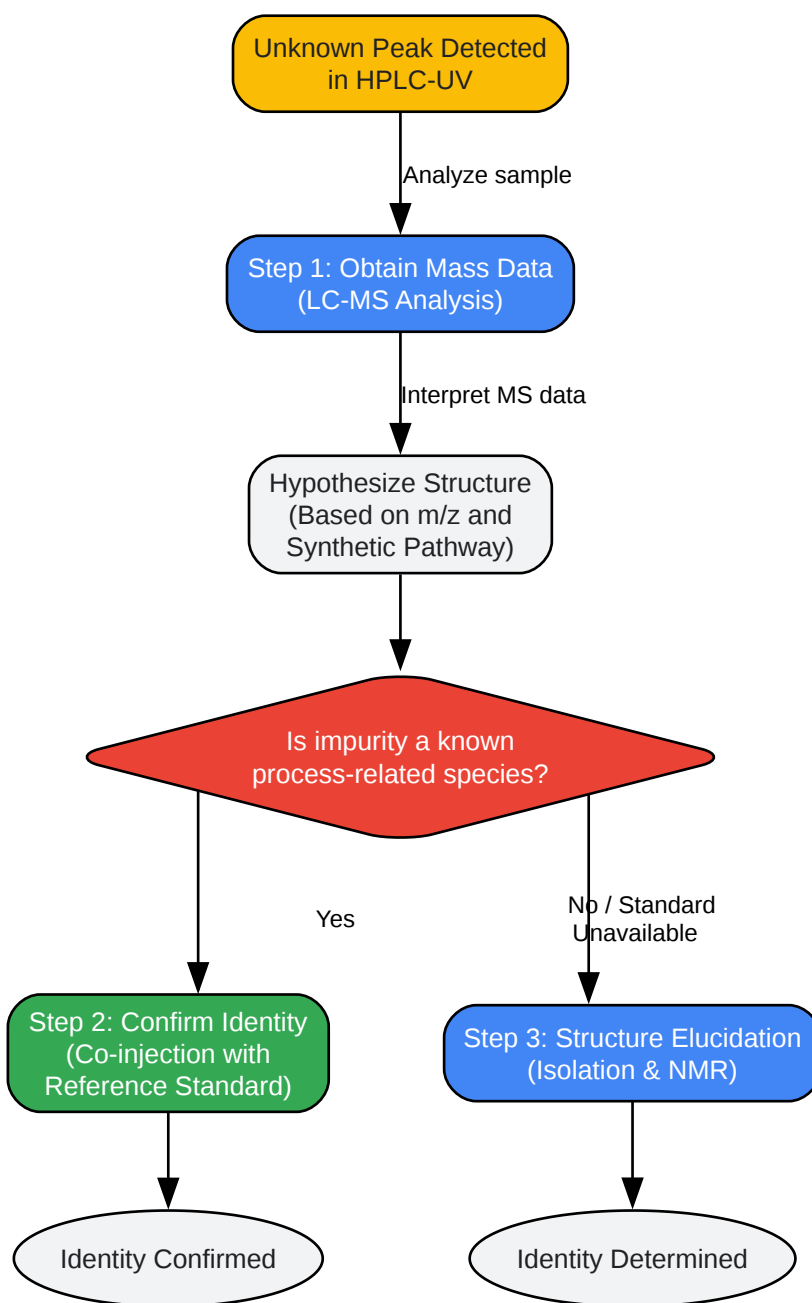 Unknown Peak Detected
in HPLC-UV
Analyze sample
Step 1: Obtain Mass Data
(LC-MS Analysis)
Interpret MS data
Hypothesize Structure
(Based on m/z and
Synthetic Pathway)
Is impurity a known
process-related species?
Yes
No / Standard
Unavailable
Step 2: Confirm Identity
(Co-injection with
Reference Standard)
Step 3: Structure Elucidation
(Isolation & NMR)
Identity Confirmed
Identity Determined